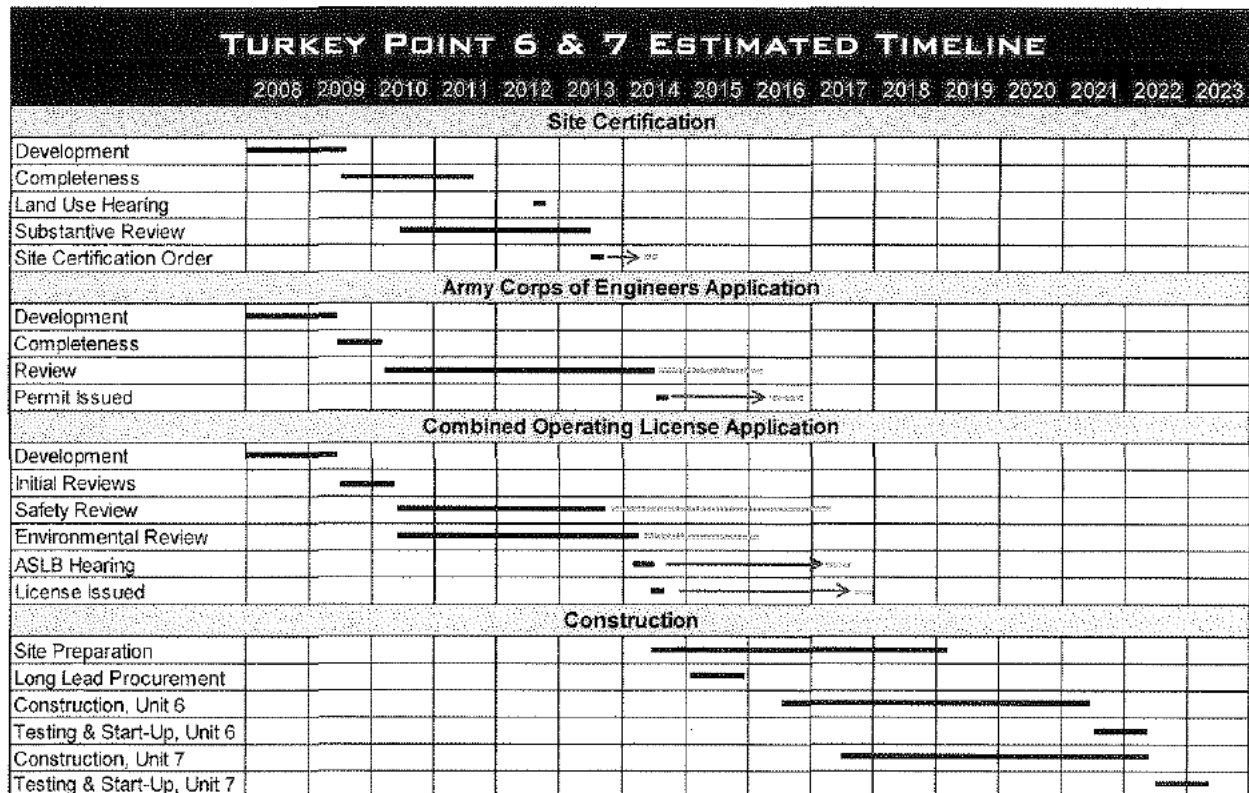 TURKEY POINT 6 & 7 ESTIMATED TIMELINE
2008 2009 2010 2011 2012 2013 2014 2015 2016 2017 2018 2019 2020 2021 2022 2023
Site Certification
Development
Completeness
Land Use Hearing
Substantive Review
Site Certification Order
Army Corps of Engineers Application
Development
Completeness
Review
Permit Issued
Combined Operating License Application
Development
Initial Reviews
Safety Review
Environmental Review
ASLB Hearing
License Issued
Construction
Site Preparation
Long Lead Procurement
Construction, Unit 6
Testing & Start-Up, Unit 6
Construction, Unit 7
Testing & Start-Up, Unit 7